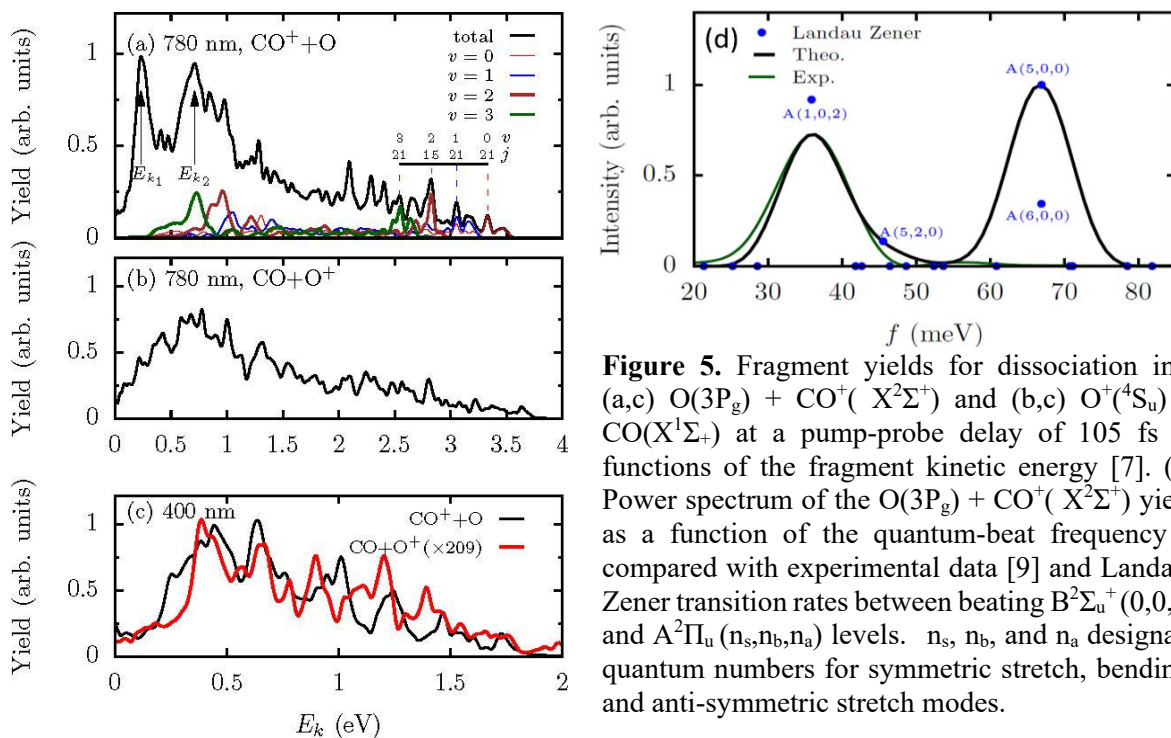 (a) 780 nm, CO⁺+O
total
v = 0
v = 1
v = 2
v = 3
3 2 1 0 v
21 15 21 21 j
E_k₁ E_k₂
1
0.5
0
Yield (arb. units)
(b) 780 nm, CO+O⁺
1
0.5
0
Yield (arb. units)
0 0.5 1 1.5 2 2.5 3 3.5 4
(c) 400 nm
CO⁺+O
CO+O⁺(×209)
1
0.5
0
Yield (arb. units)
0 0.5 1 1.5 2
E_k (eV)
(d)
Landau Zener
Theo.
Exp.
A(1,0,2)
A(5,0,0)
A(6,0,0)
A(5,2,0)
1
0.5
0
Intensity (arb. units)
20 30 40 50 60 70 80
f (meV)
Figure 5. Fragment yields for dissociation in
(a,c) O(3P_g) + CO⁺( X²Σ⁺) and (b,c) O⁺(⁴S_u)
CO(X¹Σ₊) at a pump-probe delay of 105 fs
functions of the fragment kinetic energy [7]. (
Power spectrum of the O(3P_g) + CO⁺( X²Σ⁺) yie
as a function of the quantum-beat frequency
compared with experimental data [9] and Landa
Zener transition rates between beating B²Σ_u⁺ (0,0,
and A²Π_u (n_s,n_b,n_a) levels. n_s, n_b, and n_a designa
quantum numbers for symmetric stretch, bendin
and anti-symmetric stretch modes.